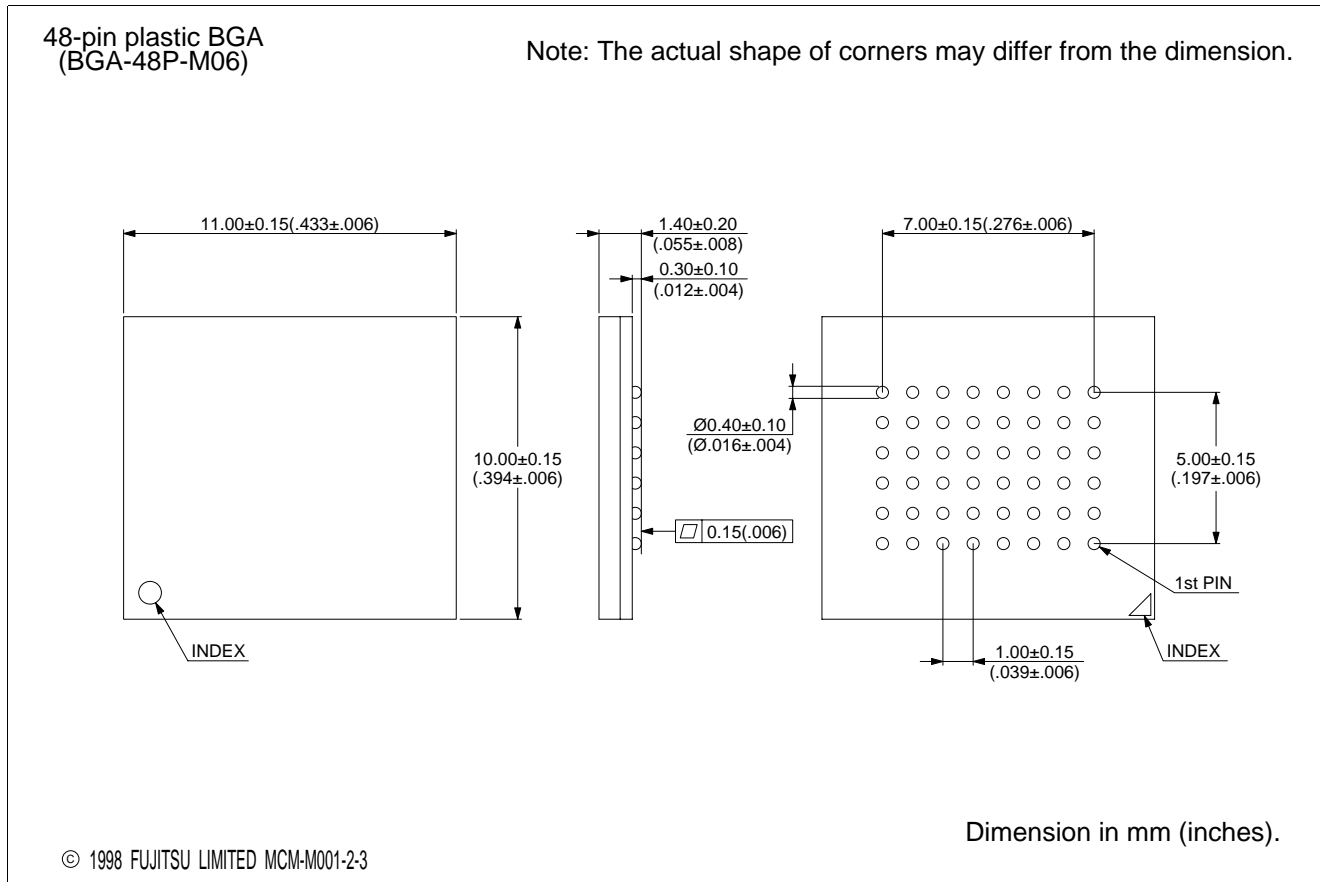 48-pin plastic BGA
(BGA-48P-M06)
Note: The actual shape of corners may differ from the dimension.
11.00±0.15(.433±.006)
1.40±0.20
(.055±.008)
0.30±0.10
(.012±.004)
7.00±0.15(.276±.006)
Ø0.40±0.10
(Ø.016±.004)
10.00±0.15
(.394±.006)
5.00±0.15
(.197±.006)
0.15(.006)
1st PIN
INDEX
1.00±0.15
(.039±.006)
INDEX
Dimension in mm (inches).
© 1998 FUJITSU LIMITED MCM-M001-2-3